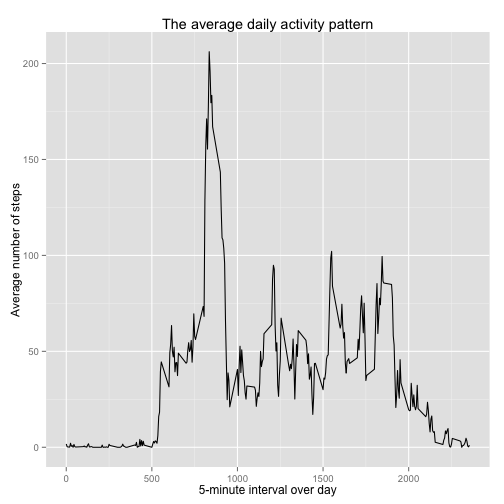 The average daily activity pattern
200
150
100
50
0
Average number of steps
0 500 1000 1500 2000
5-minute interval over day